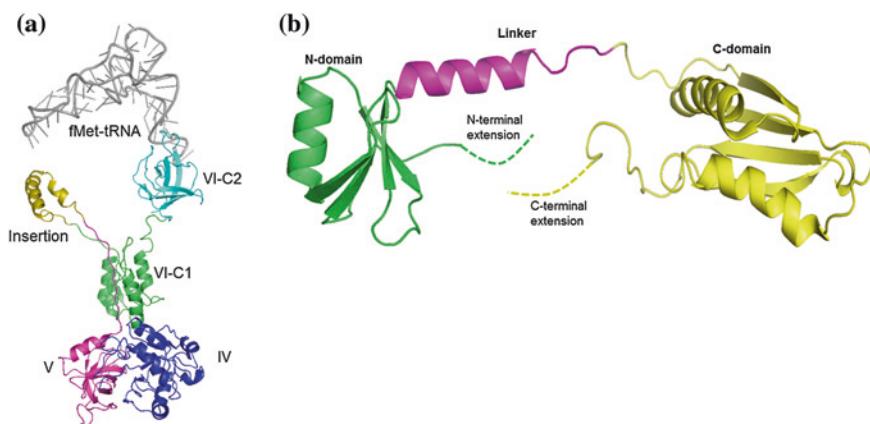 (a)
fMet-tRNA
VI-C2
Insertion
VI-C1
V
IV
(b)
Linker
N-domain
C-domain
N-terminal
extension
C-terminal
extension